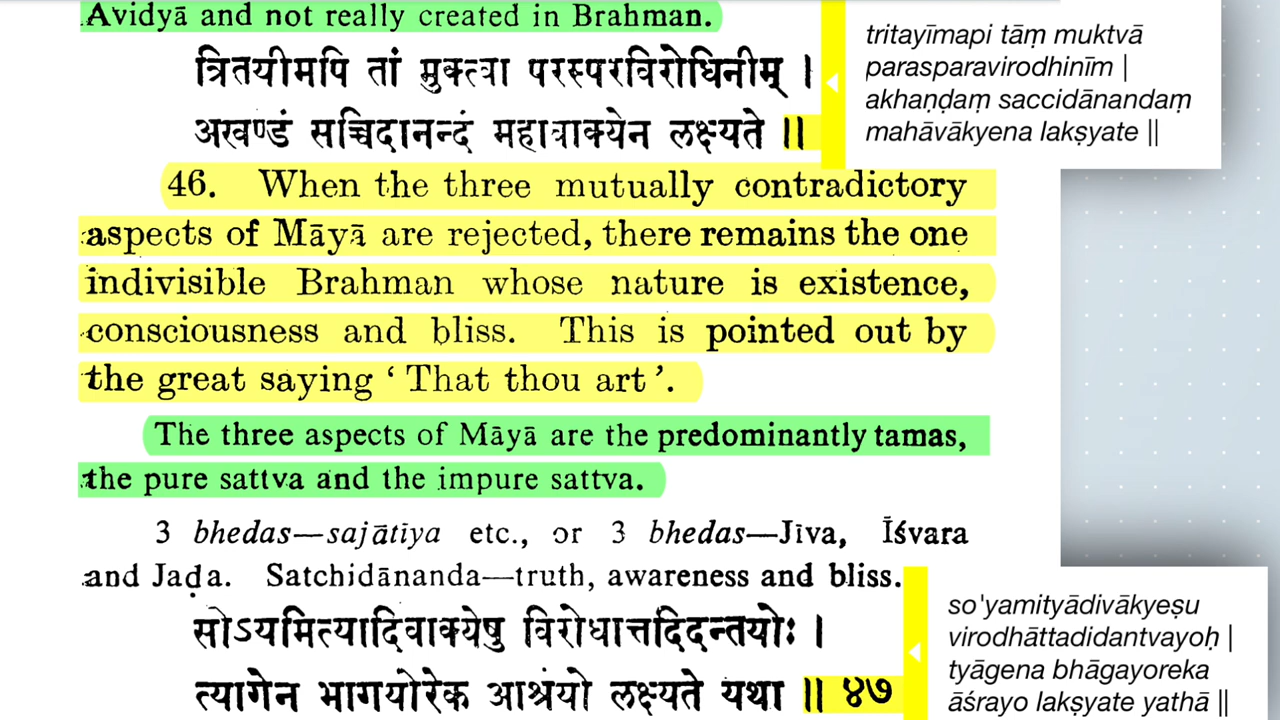 Avidyā and not really created in Brahman.
त्रितयीमपि तां मुक्त्वा परस्परविरोधिनीम् ।
अखण्डं सच्चिदानन्दं महावाक्येन लक्ष्यते ॥
tritayīmapi tāṃ muktvā
parasparavirodhinīm |
akhaṇḍaṃ saccidānandaṃ
mahāvākyena lakṣyate ||
46. When the three mutually contradictory
aspects of Māyā are rejected, there remains the one
indivisible Brahman whose nature is existence,
consciousness and bliss. This is pointed out by
the great saying ‘ That thou art ’.
The three aspects of Māyā are the predominantly tamas,
the pure sattva and the impure sattva.
3 bhedas—sajātīya etc., or 3 bhedas—Jīva, Īśvara
and Jaḍa. Satchidānanda—truth, awareness and bliss.
सोऽयमित्यादिवाक्येषु विरोधात्तदिदन्तयोः ।
त्यागेन भागयोरेक आश्रयो लक्ष्यते यथा ॥ ४७
so'yamityādivākyeṣu
virodhāttadidantvayoḥ |
tyāgena bhāgayoreka
āśrayo lakṣyate yathā ||